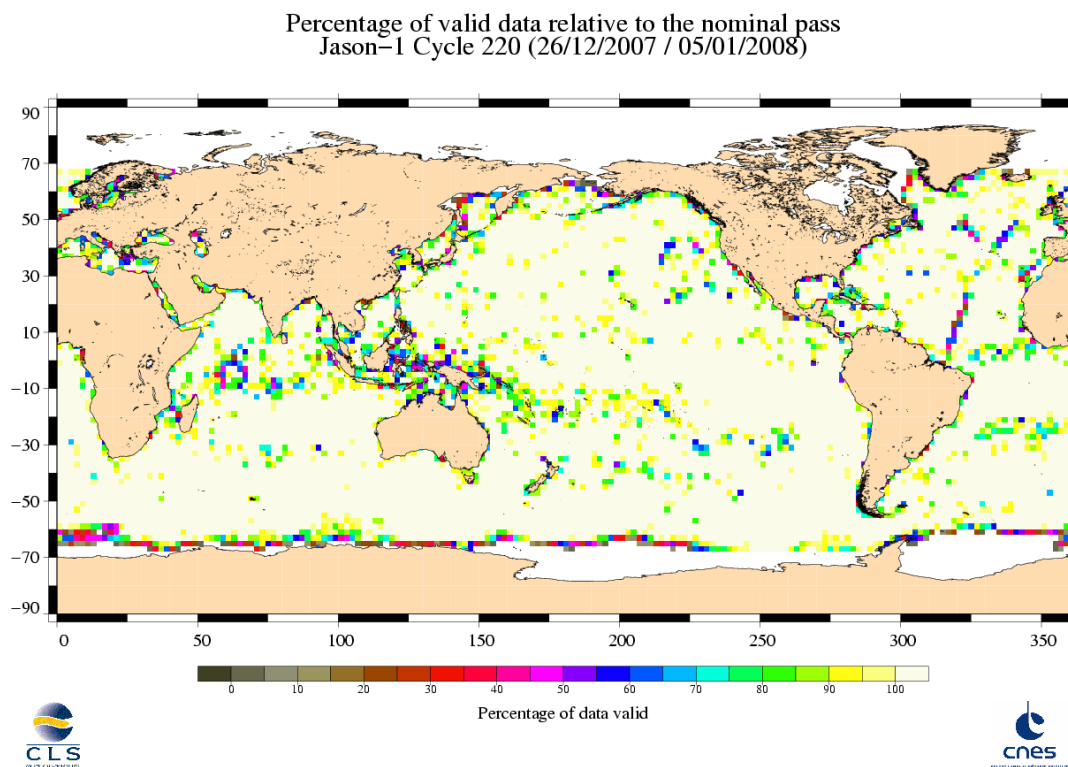 Percentage of valid data relative to the nominal pass
Jason−1 Cycle 220 (26/12/2007 / 05/01/2008)
90
70
50
30
10
−10
−30
−50
−70
−90
0 50 100 150 200 250 300 350
0 10 20 30 40 50 60 70 80 90 100
Percentage of data valid
CLS
cnes